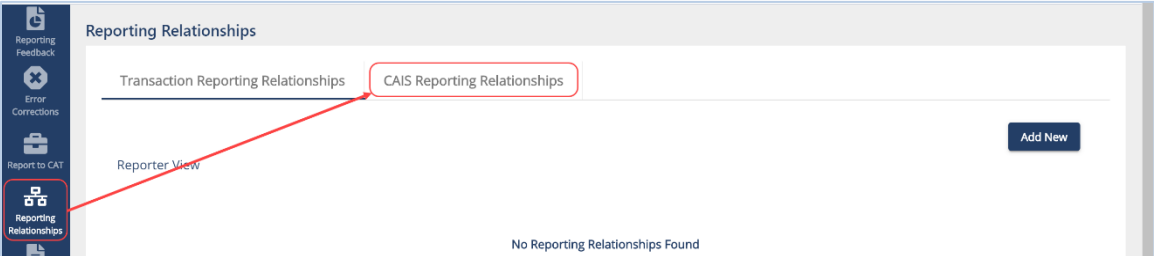 Reporting
Feedback
Error
Corrections
Report to CAT
Reporting
Relationships
Reporting Relationships
Transaction Reporting Relationships
CAIS Reporting Relationships
Add New
Reporter View
No Reporting Relationships Found